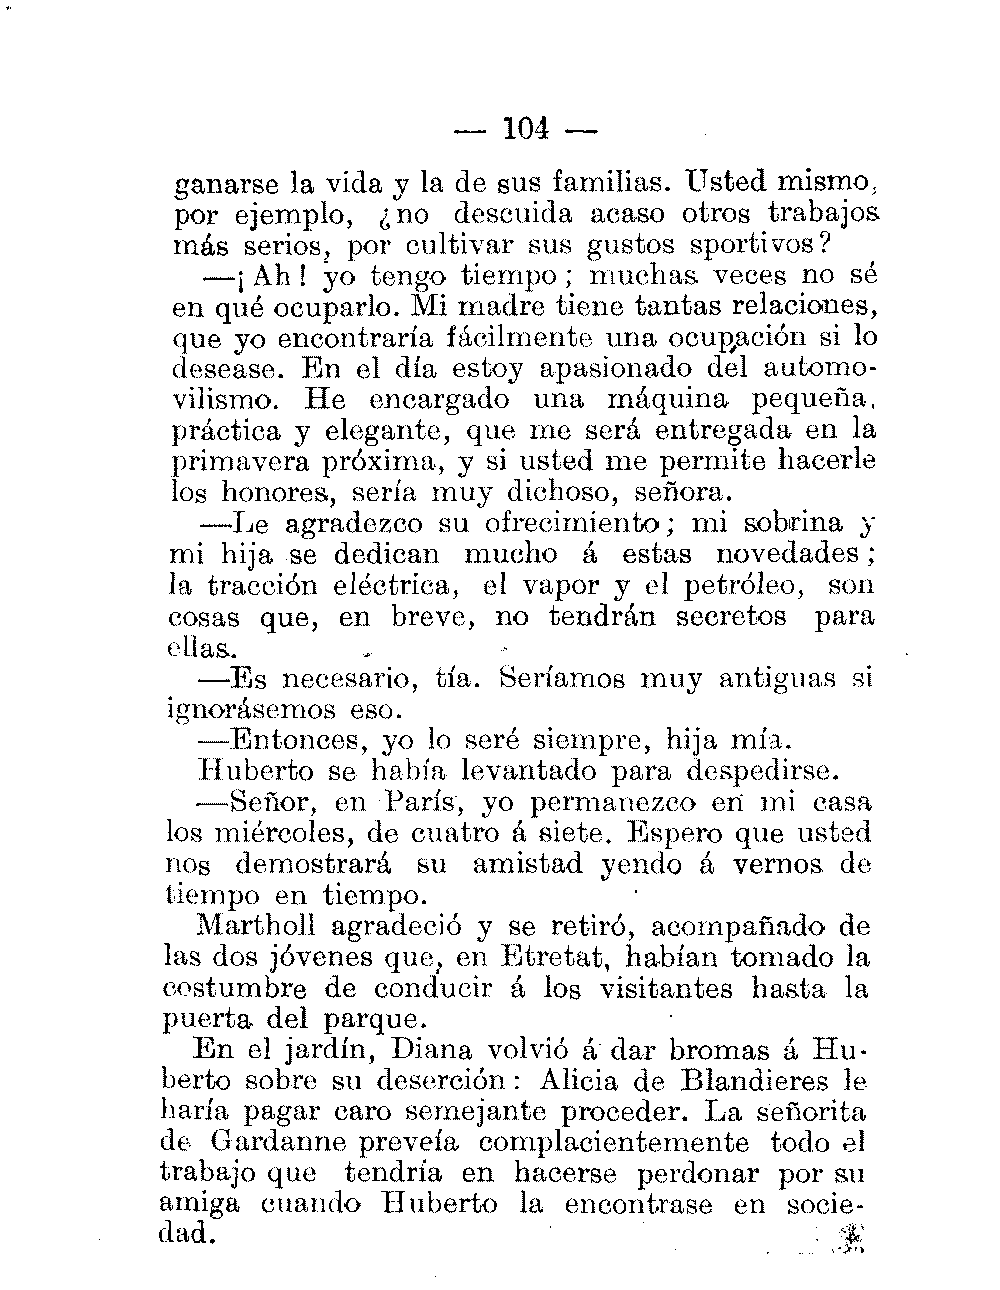 — 104 —
ganarse la vida y la de sus familias. Usted mismo,
por ejemplo, ¿no descuida acaso otros trabajos
más serios, por cultivar sus gustos sportivos?
—¡Ah! yo tengo tiempo; muchas veces no sé
en qué ocuparlo. Mi madre tiene tantas relaciones,
que yo encontraría fácilmente una ocupación si lo
desease. En el día estoy apasionado del automo-
vilismo. He encargado una máquina pequeña,
práctica y elegante, que me será entregada en la
primavera próxima, y si usted me permite hacerle
los honores, sería muy dichoso, señora.
—Le agradezco su ofrecimiento; mi sobrina y
mi hija se dedican mucho á estas novedades;
la tracción eléctrica, el vapor y el petróleo, son
cosas que, en breve, no tendrán secretos para
ellas.
—Es necesario, tía. Seríamos muy antiguas si
ignorásemos eso.
—Entonces, yo lo seré siempre, hija mía.
Huberto se había levantado para despedirse.
—Señor, en París, yo permanezco en mi casa
los miércoles, de cuatro á siete. Espero que usted
nos demostrará su amistad yendo á vernos de
tiempo en tiempo.
Martholl agradeció y se retiró, acompañado de
las dos jóvenes que, en Etretat, habían tomado la
costumbre de conducir á los visitantes hasta la
puerta del parque.
En el jardín, Diana volvió á dar bromas á Hu-
berto sobre su deserción: Alicia de Blandieres le
haría pagar caro semejante proceder. La señorita
de Gardanne preveía complacientemente todo el
trabajo que tendría en hacerse perdonar por su
amiga cuando Huberto la encontrase en socie-
dad.